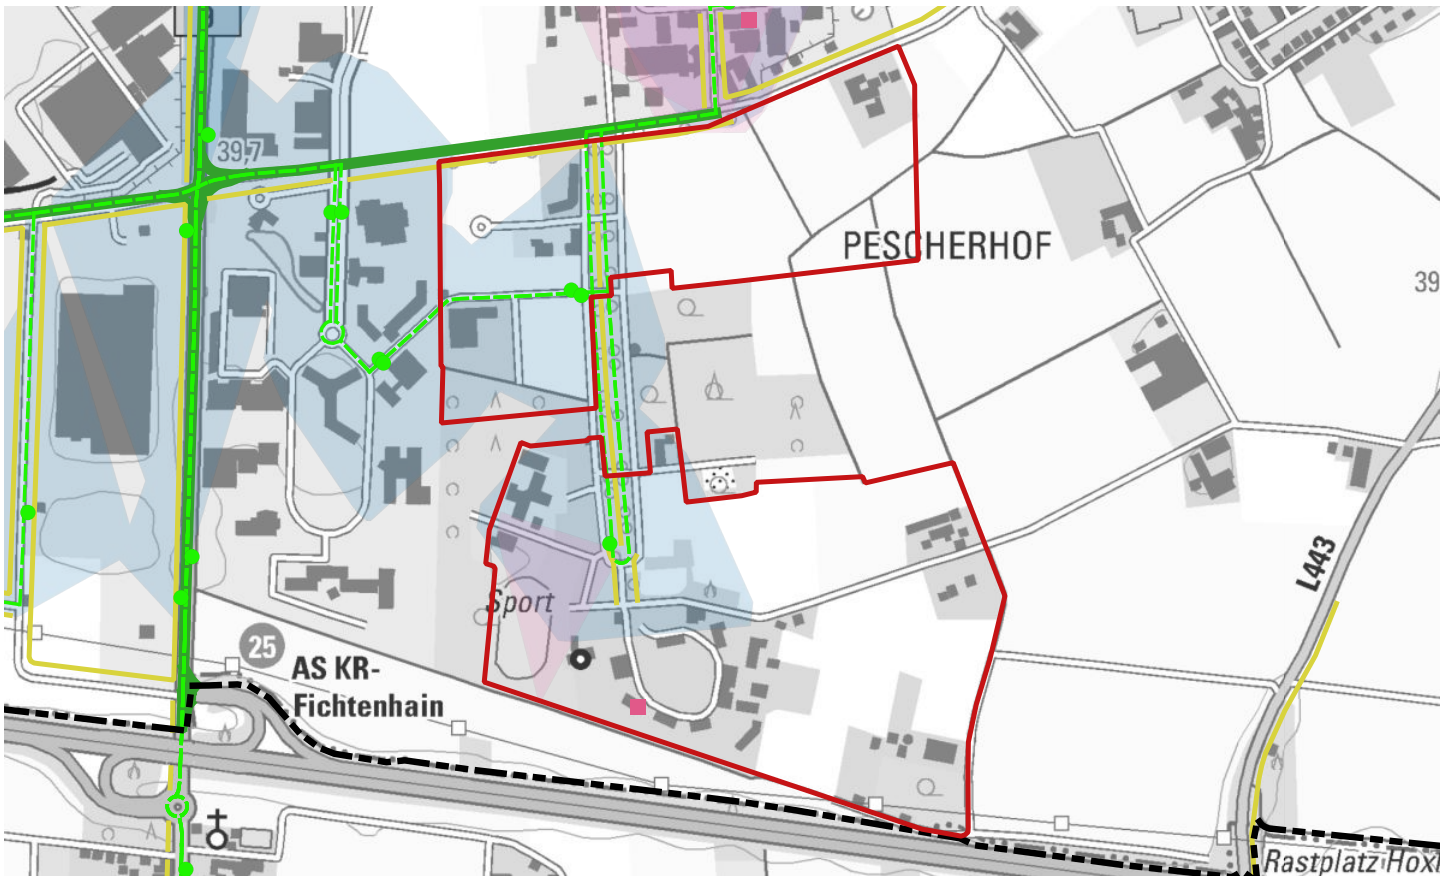 39,7
PESCHERHOF
39
L443
Sport
25
AS KR-
Fichtenhain
Rastplatz Hoxh